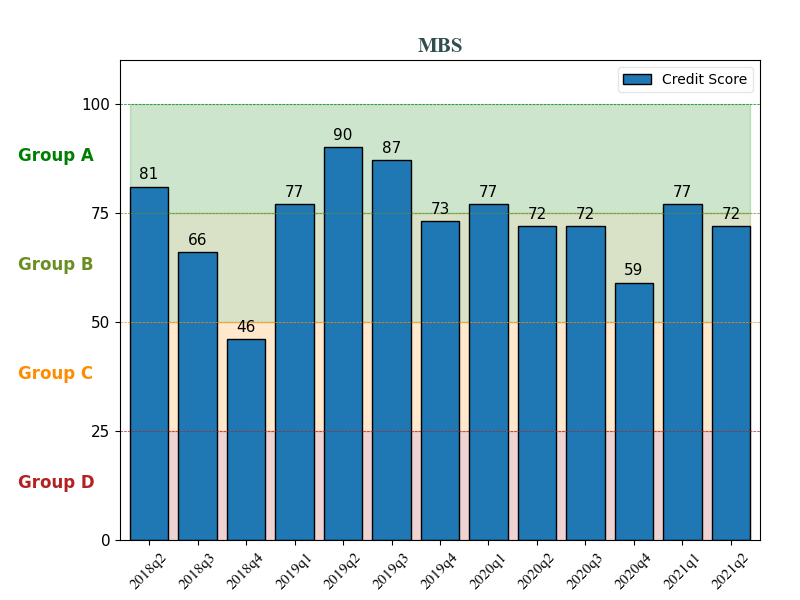 MBS
Credit Score
100
75
50
25
0
Group A
Group B
Group C
Group D
81
66
46
77
90
87
73
77
72
72
59
77
72
2018q2
2018q3
2018q4
2019q1
2019q2
2019q3
2019q4
2020q1
2020q2
2020q3
2020q4
2021q1
2021q2